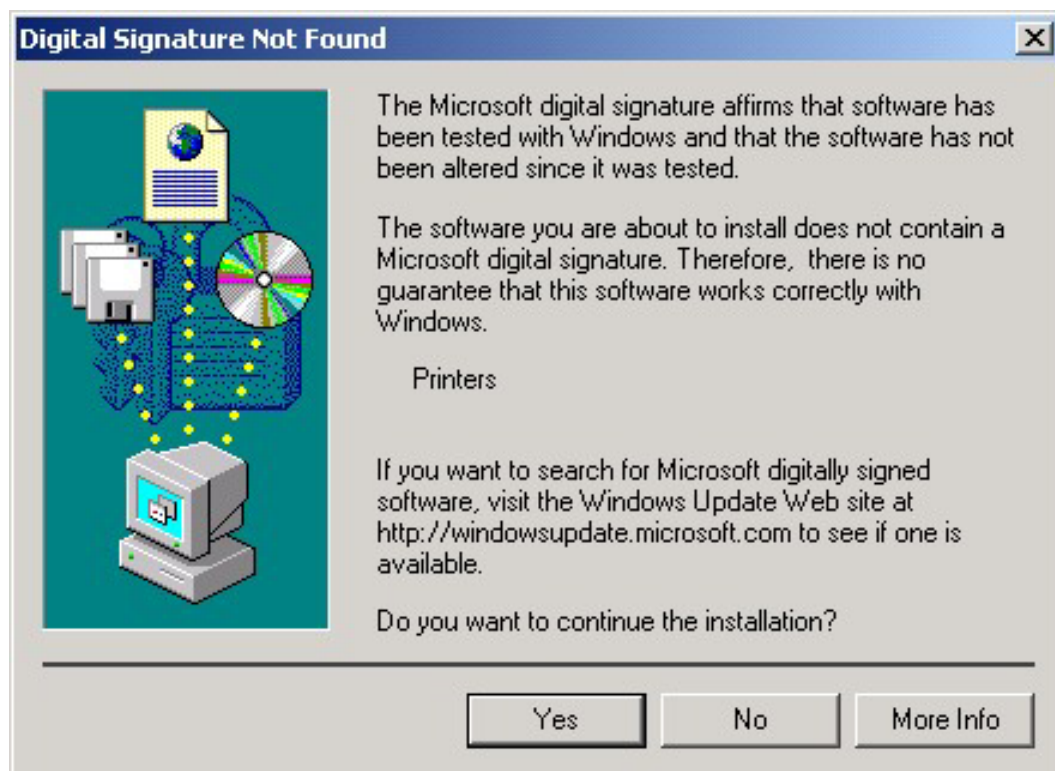 Digital Signature Not Found
The Microsoft digital signature affirms that software has
been tested with Windows and that the software has not
been altered since it was tested.
The software you are about to install does not contain a
Microsoft digital signature. Therefore,  there is no
guarantee that this software works correctly with
Windows.
Printers
If you want to search for Microsoft digitally signed
software, visit the Windows Update Web site at
http://windowsupdate.microsoft.com to see if one is
available.
Do you want to continue the installation?
Yes
No
More Info